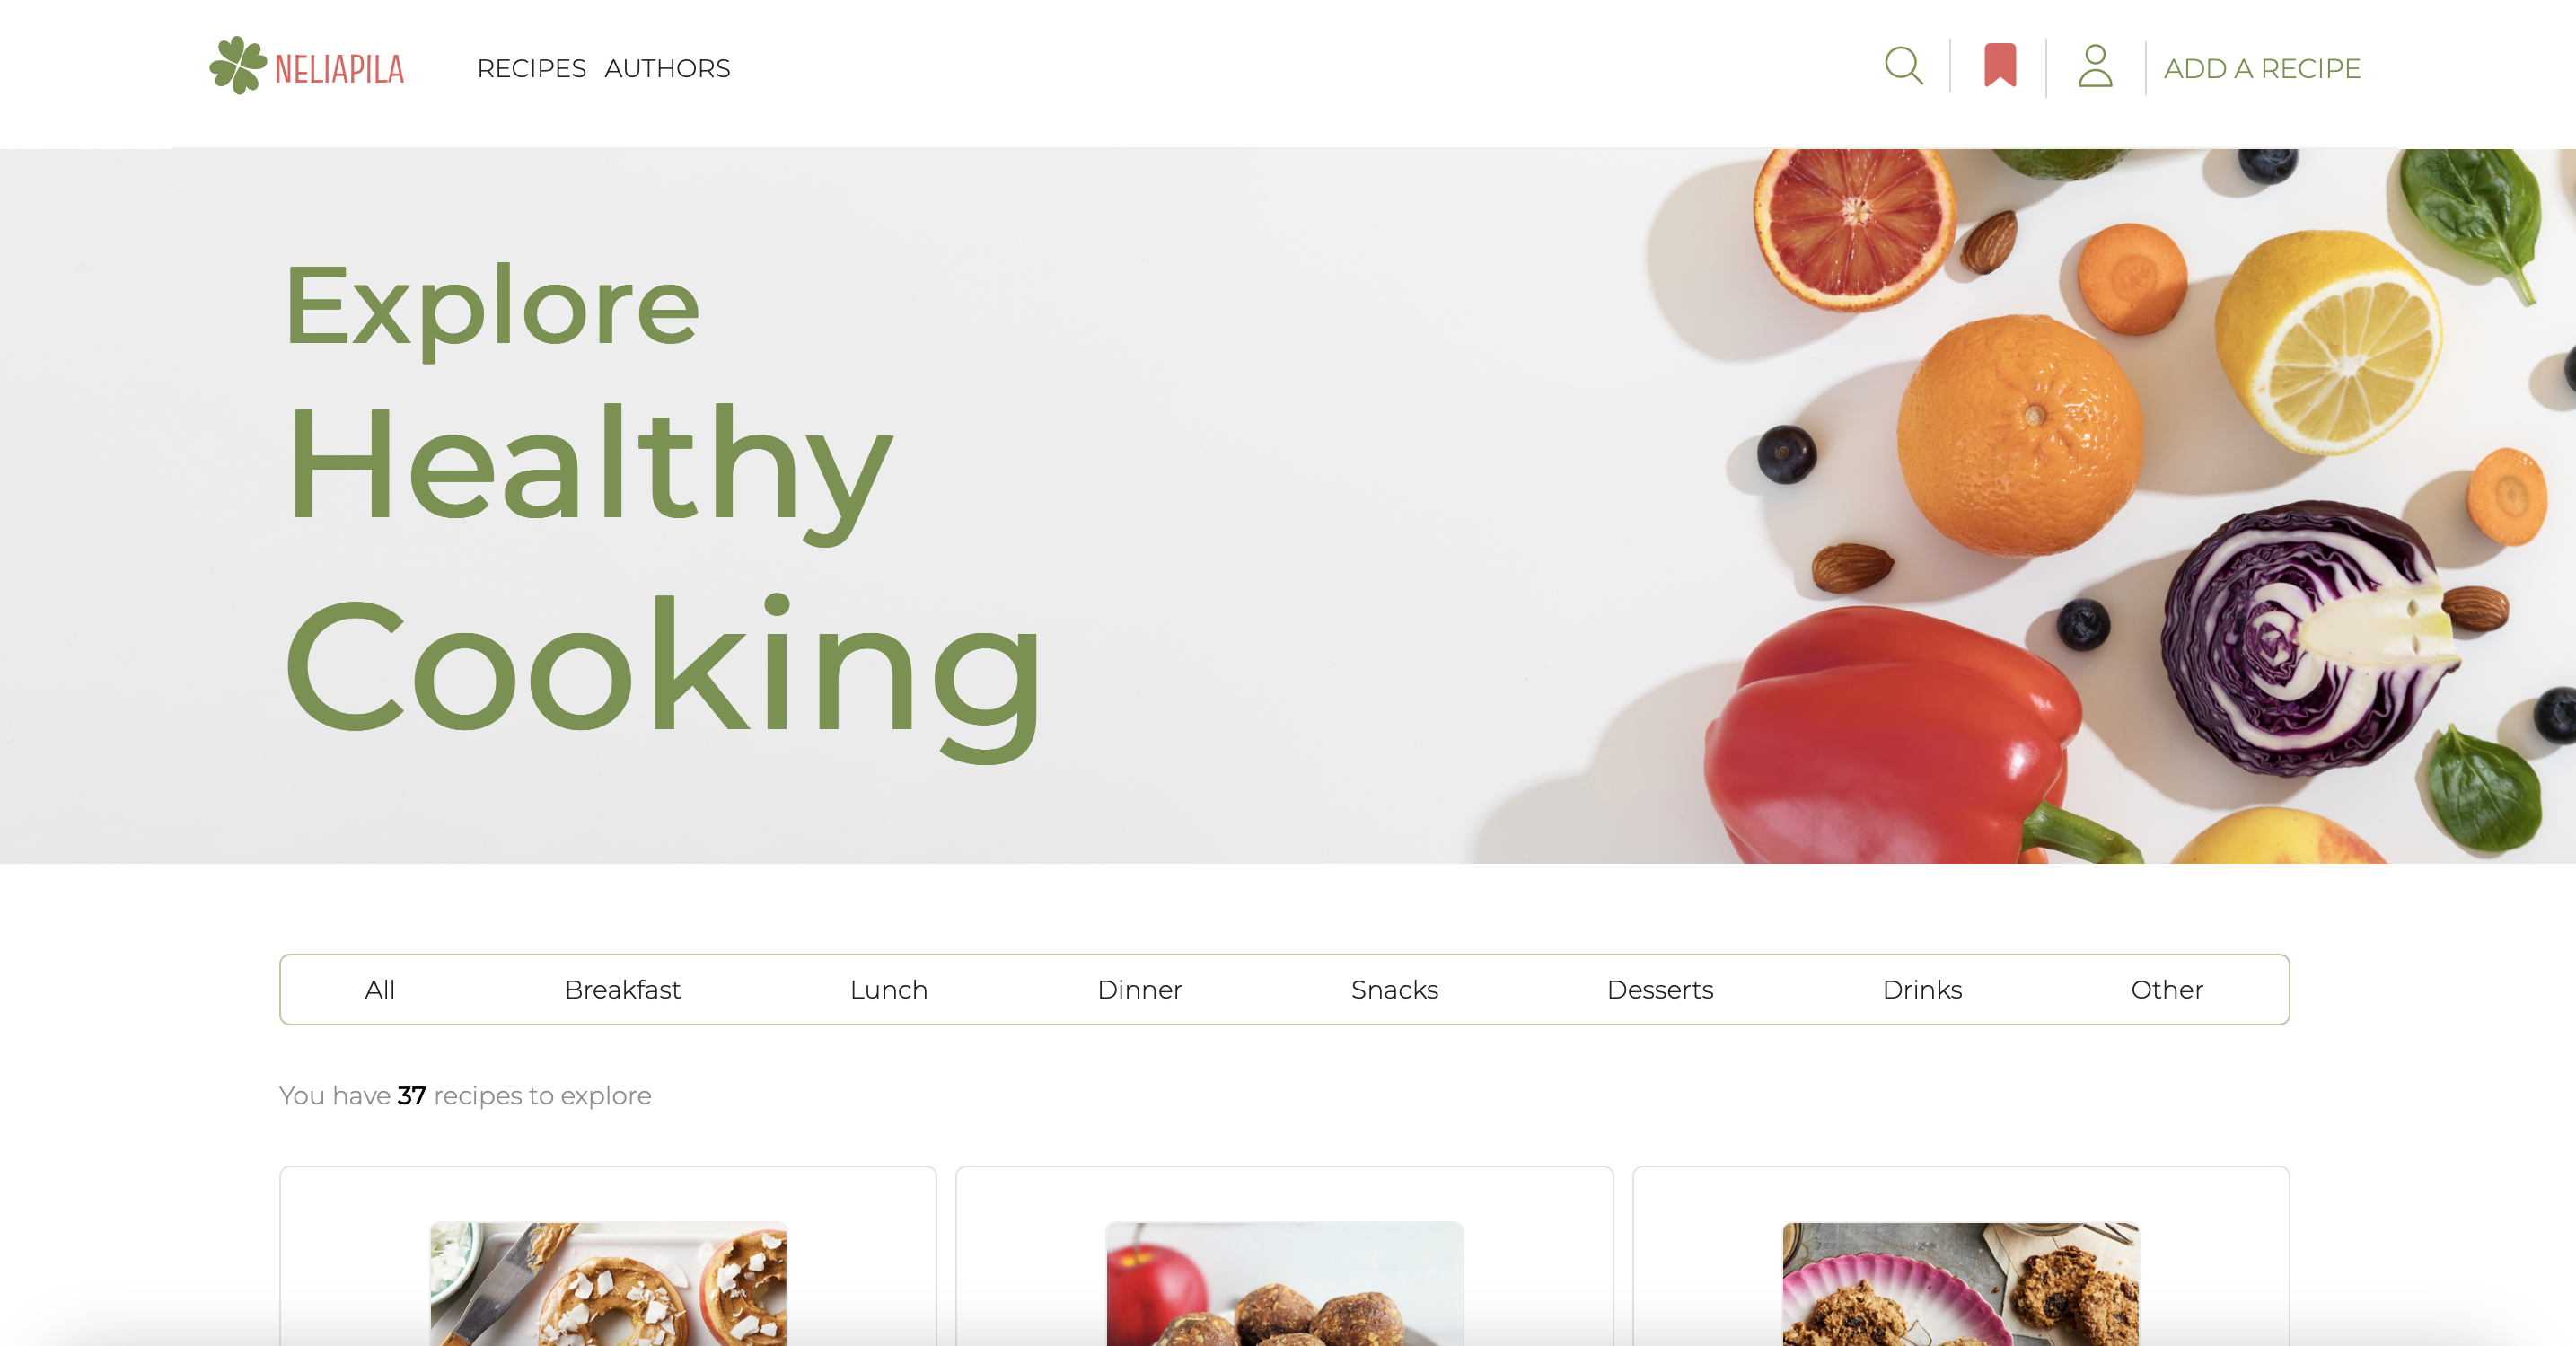 NELIAPILA
RECIPES AUTHORS
ADD A RECIPE
Explore
Healthy
Cooking
All Breakfast Lunch Dinner Snacks Desserts Drinks Other
You have 37 recipes to explore